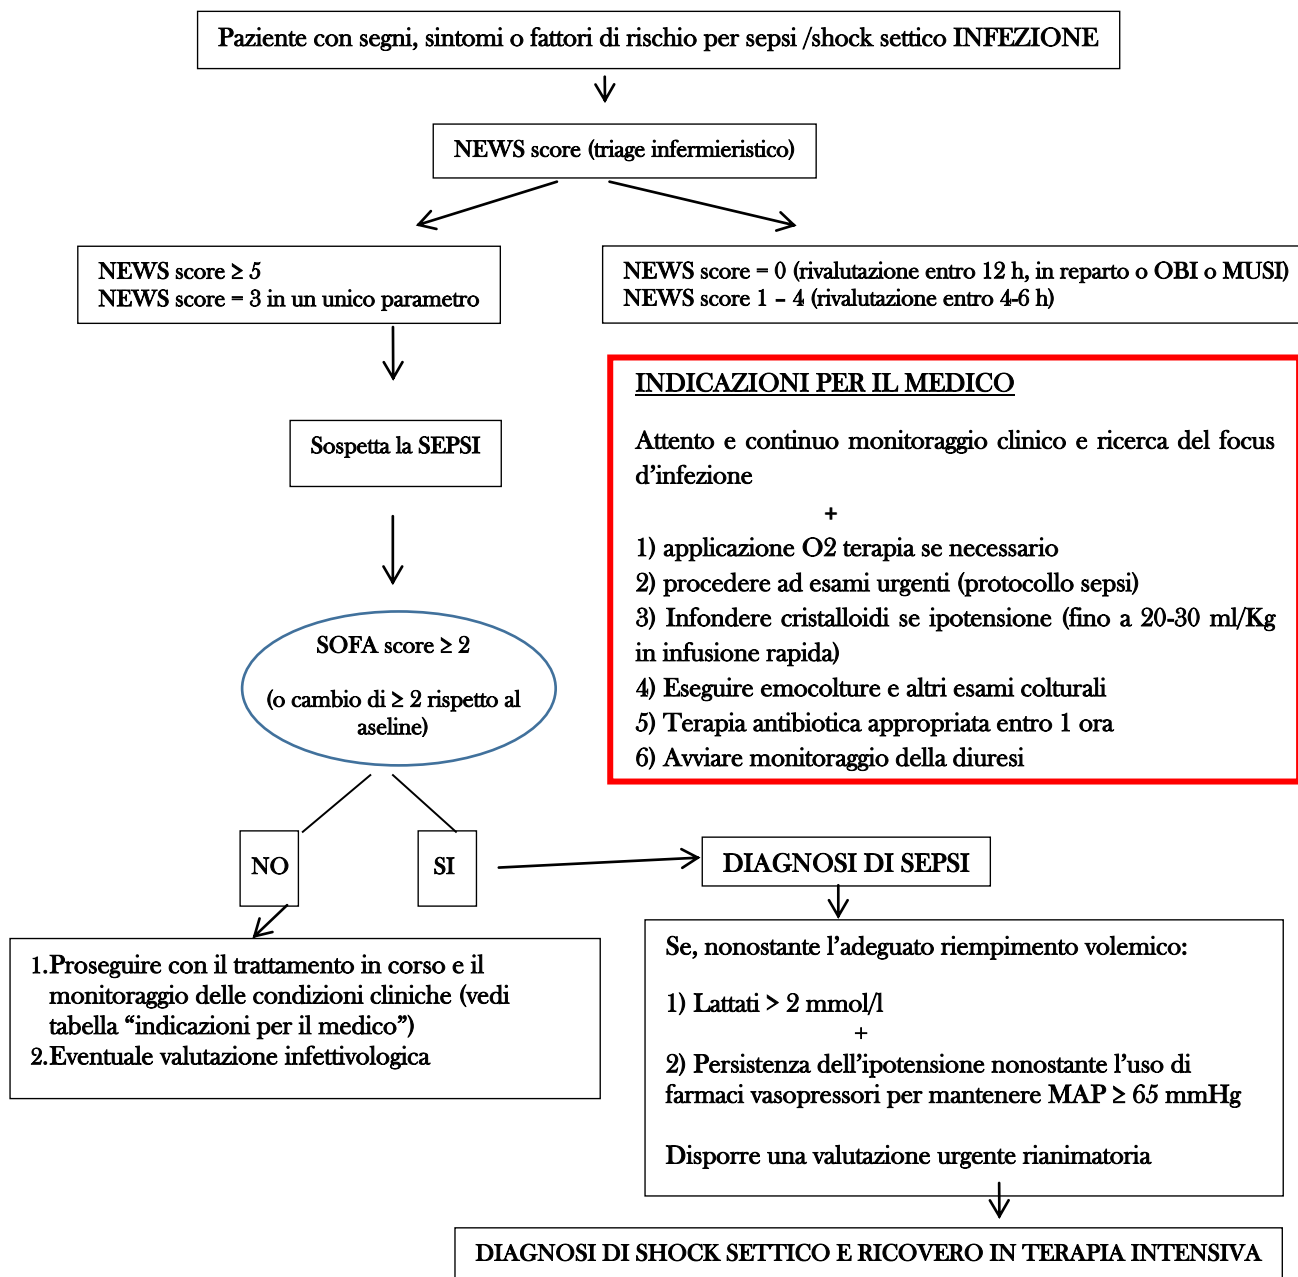 Paziente con segni, sintomi o fattori di rischio per sepsi /shock settico INFEZIONE
NEWS score (triage infermieristico)
NEWS score ≥ 5
NEWS score = 3 in un unico parametro
NEWS score = 0 (rivalutazione entro 12 h, in reparto o OBI o MUSI)
NEWS score 1 – 4 (rivalutazione entro 4-6 h)
INDICAZIONI PER IL MEDICO
Attento e continuo monitoraggio clinico e ricerca del focus
d’infezione
+
1) applicazione O2 terapia se necessario
2) procedere ad esami urgenti (protocollo sepsi)
3) Infondere cristalloidi se ipotensione (fino a 20-30 ml/Kg
in infusione rapida)
4) Eseguire emocolture e altri esami colturali
5) Terapia antibiotica appropriata entro 1 ora
6) Avviare monitoraggio della diuresi
Sospetta la SEPSI
SOFA score ≥ 2
(o cambio di ≥ 2 rispetto al
aseline)
NO
SI
DIAGNOSI DI SEPSI
1.Proseguire con il trattamento in corso e il
monitoraggio delle condizioni cliniche (vedi
tabella “indicazioni per il medico”)
2.Eventuale valutazione infettivologica
Se, nonostante l’adeguato riempimento volemico:
1) Lattati > 2 mmol/l
+
2) Persistenza dell’ipotensione nonostante l’uso di
farmaci vasopressori per mantenere MAP ≥ 65 mmHg
Disporre una valutazione urgente rianimatoria
DIAGNOSI DI SHOCK SETTICO E RICOVERO IN TERAPIA INTENSIVA